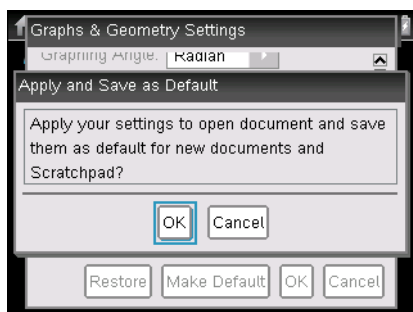 Graphs & Geometry Settings
Graphing Angle: Radian
Apply and Save as Default
Apply your settings to open document and save
them as default for new documents and
Scratchpad?
OK Cancel
Restore Make Default OK Cancel